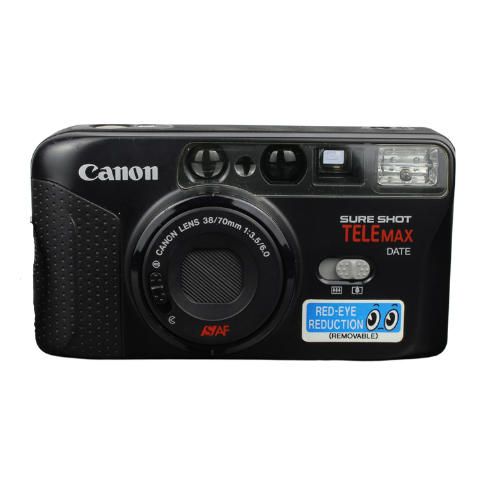 Canon
CANON LENS 38/70mm 1:3.5/6.0
AF
SURE SHOT
TELEMAX
DATE
RED-EYE
REDUCTION
(REMOVABLE)